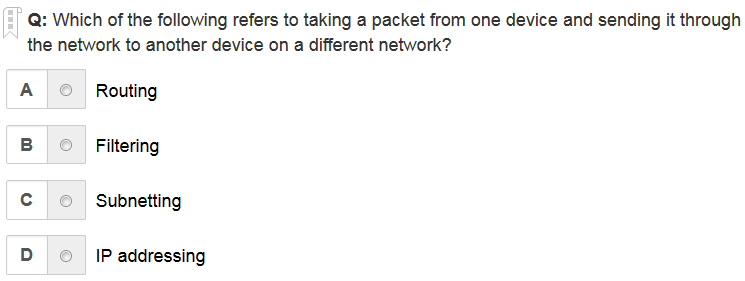 Q: Which of the following refers to taking a packet from one device and sending it through
the network to another device on a different network?
A Routing
B Filtering
C Subnetting
D IP addressing